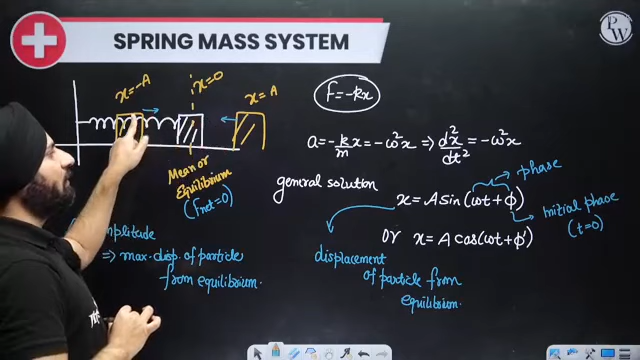 SPRING MASS SYSTEM
PW
x=-A
x=0
x=A
Mean or
Equilibrium
(fnet=0)
mplitude
⇒ max. disp. of particle
from equilibrium.
f=-kx
a=-k/m x=-ω²x ⇒ d²x/dt² = -ω²x
general solution
phase
x= A sin (ωt+ϕ)
initial phase
(t=0)
or x= A cos(ωt+ϕ')
displacement
of particle from
equilibrium.